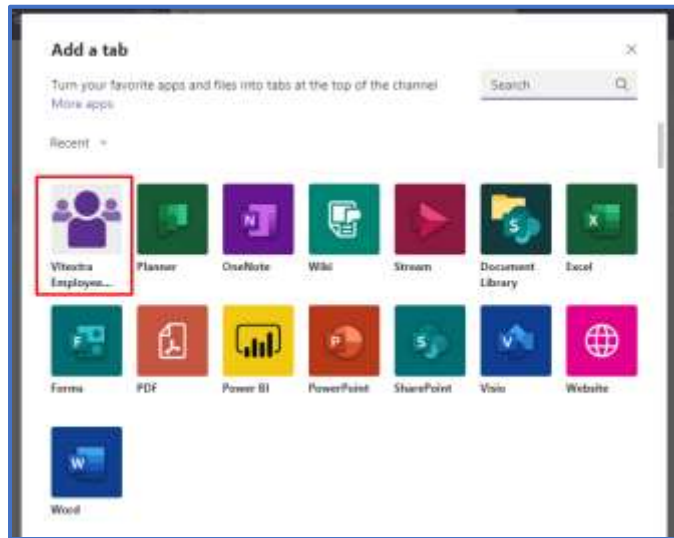 Add a tab
Turn your favorite apps and files into tabs at the top of the channel
Search
More apps
Recent
Vitextra
Employee...
Planner
OneNote
Wiki
Stream
Document
Library
Excel
Forms
PDF
Power BI
PowerPoint
SharePoint
Visio
Website
Word